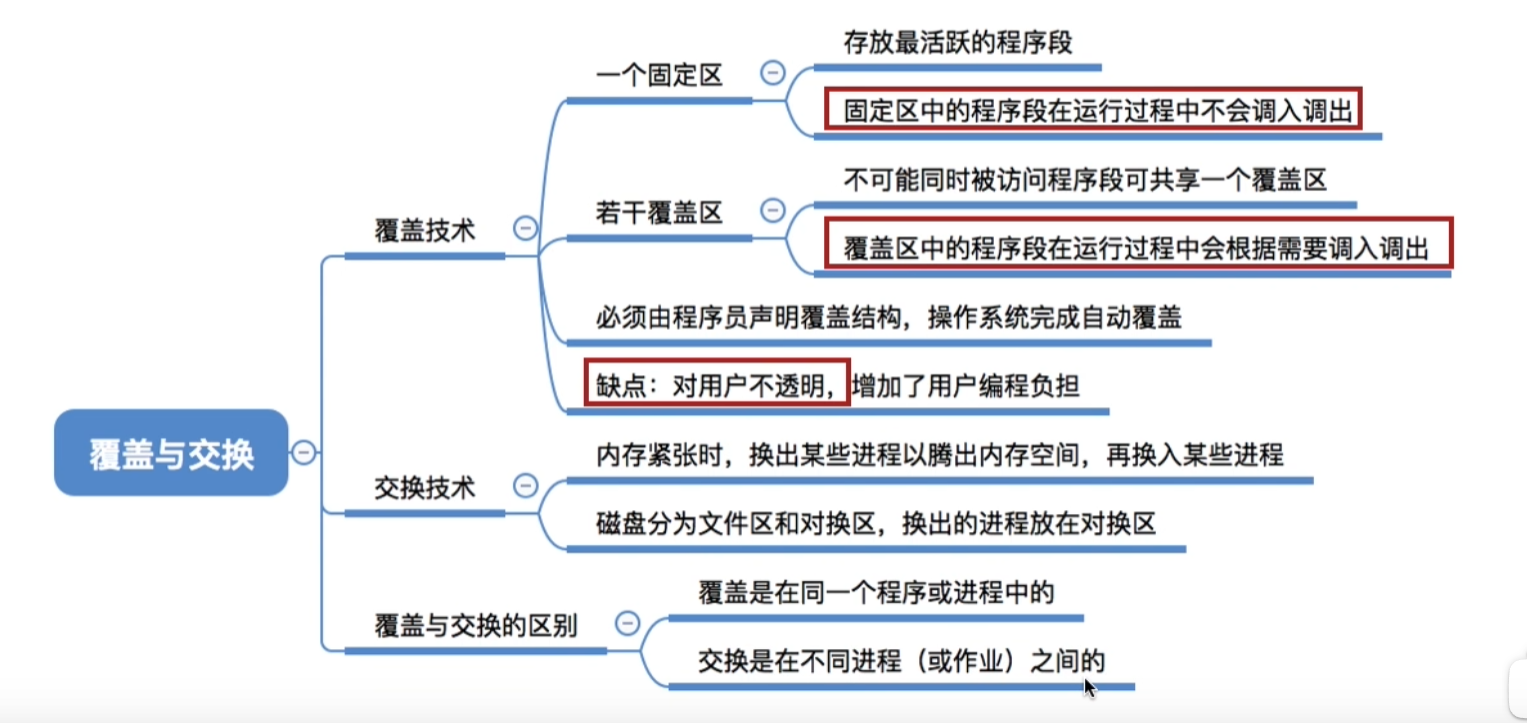 存放最活跃的程序段
一个固定区
固定区中的程序段在运行过程中不会调入调出
不可能同时被访问程序段可共享一个覆盖区
若干覆盖区
覆盖技术
覆盖区中的程序段在运行过程中会根据需要调入调出
必须由程序员声明覆盖结构，操作系统完成自动覆盖
缺点：对用户不透明，增加了用户编程负担
覆盖与交换
内存紧张时，换出某些进程以腾出内存空间，再换入某些进程
交换技术
磁盘分为文件区和对换区，换出的进程放在对换区
覆盖是在同一个程序或进程中的
覆盖与交换的区别
交换是在不同进程（或作业）之间的